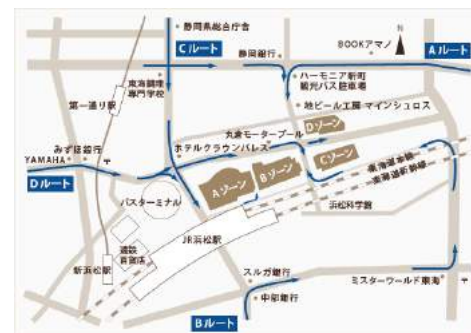 静岡県総合庁舎
N
Cルート
静岡銀行
BOOKアマノ
Aルート
東海調理
専門学校
ハーモニア新町
観光バス駐車場
第一通り駅
地ビール工房 マインシュロス
Dゾーン
丸倉モータープール
みずほ銀行
YAMAHA
〒
ホテルクラウンパレス
Cゾーン
Bゾーン
Aゾーン
東海道本線
東海道新幹線
Dルート
バスターミナル
浜松科学館
遠鉄
百貨店
JR浜松駅
新浜松駅
スルガ銀行
ミスターワールド東海
〒
中部銀行
Bルート